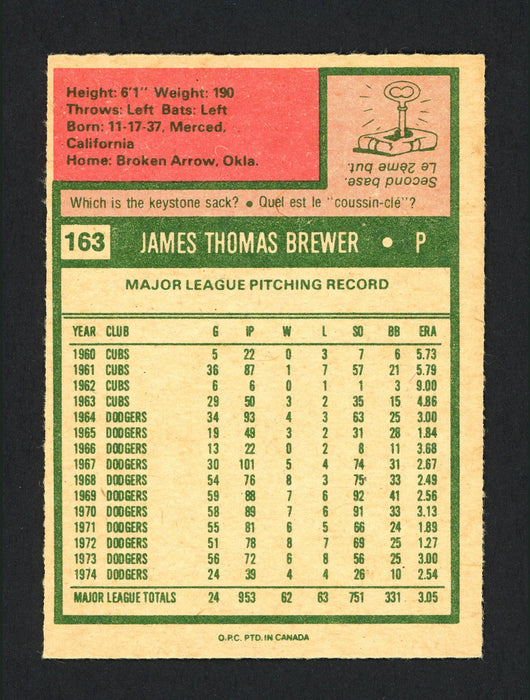 Height: 6'1" Weight: 190
Throws: Left Bats: Left
Born: 11-17-37, Merced,
California
Home: Broken Arrow, Okla.
Second base.
Le 2ème but.
Which is the keystone sack? • Quel est le "coussin-clé"?
163 JAMES THOMAS BREWER • P
MAJOR LEAGUE PITCHING RECORD
YEAR CLUB G IP W L SO BB ERA
1960 CUBS 5 22 0 3 7 6 5.73
1961 CUBS 36 87 1 7 57 21 5.79
1962 CUBS 6 6 0 1 1 3 9.00
1963 CUBS 29 50 3 2 35 15 4.86
1964 DODGERS 34 93 4 3 63 25 3.00
1965 DODGERS 19 49 3 2 31 28 1.84
1966 DODGERS 13 22 0 2 8 11 3.68
1967 DODGERS 30 101 5 4 74 31 2.67
1968 DODGERS 54 76 8 3 75 33 2.49
1969 DODGERS 59 88 7 6 92 41 2.56
1970 DODGERS 58 89 7 6 91 33 3.13
1971 DODGERS 55 81 6 5 66 24 1.89
1972 DODGERS 51 78 8 7 69 25 1.27
1973 DODGERS 56 72 6 8 56 25 3.00
1974 DODGERS 24 39 4 4 26 10 2.54
MAJOR LEAGUE TOTALS 24 953 62 63 751 331 3.05
O.P.C. PTD. IN CANADA